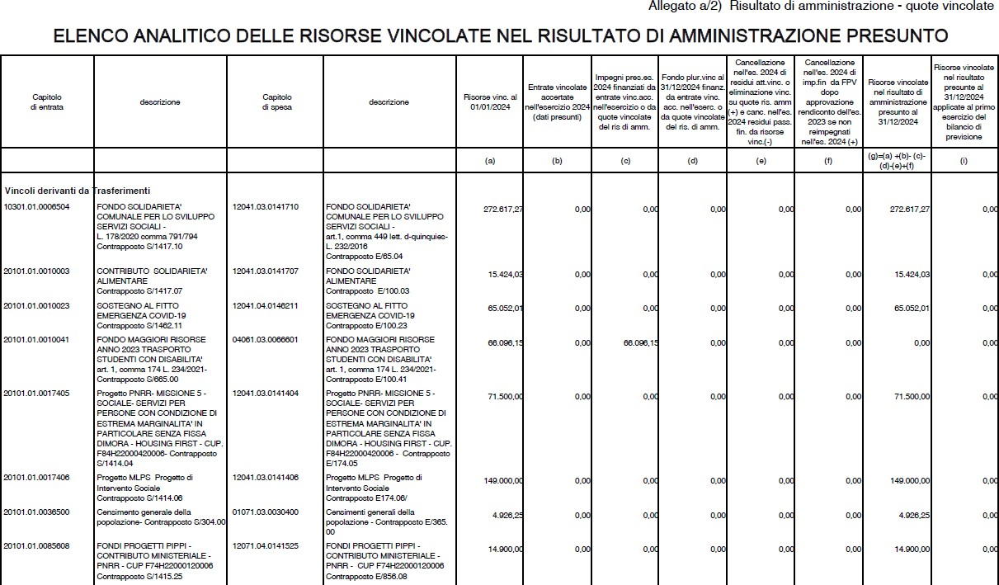 Allegato a/2) Risultato di amministrazione - quote vincolate
ELENCO ANALITICO DELLE RISORSE VINCOLATE NEL RISULTATO DI AMMINISTRAZIONE PRESUNTO
Capitolo
di entrata
descrizione
Capitolo
di spesa
descrizione
Risorse vinc. al
01/01/2024
Entrate vincolate
accertate
nell'esercizio 2024
(dati presunti)
Impegni pres.es.
2024 finanziati da
entrate vinc.acc.
nell'esercizio o da
quote vincolate
del ris di amm.
Fondo plur.vinc al
31/12/2024 finanz.
da entrate vinc.
acc. nell'eserc. o
da quote vincolate
del ris. di amm.
Cancellazione
nell'es. 2024 di
residui att.vinc. o
eliminazione vinc.
su quote ris. amm
(+) e canc. nell'es.
2024 residui pass.
fin. da risorse
vinc.(-)
Cancellazione
nell'es. 2024 di
imp.fin da FPV
dopo
approvazione
rendiconto dell'es.
2023 se non
reimpegnati
nell'es. 2024 (+)
Risorse vincolate
nel risultato di
amministrazione
presunto al
31/12/2024
Risorse vincolate
nel risultato
presunte al
31/12/2024
applicate al primo
esercizio del
bilancio di
previsione
(a)
(b)
(c)
(d)
(e)
(f)
(g)=(a) +(b)- (c)-
(d)-(e)+(f)
(i)
Vincoli derivanti da Trasferimenti
10301.01.0006504
FONDO SOLIDARIETA'
COMUNALE PER LO SVILUPPO
SERVIZI SOCIALI -
L. 178/2020 comma 791/794
Contrapposto S/1417.10
12041.03.0141710
FONDO SOLIDARIETA'
COMUNALE PER LO SVILUPPO
SERVIZI SOCIALI -
art.1, comma 449 lett. d-quinquies-
L. 232/2016
Contrapposto E/65.04
272.617,27
0,00
0,00
0,00
0,00
0,00
272.617,27
0,00
20101.01.0010003
CONTRIBUTO SOLIDARIETA'
ALIMENTARE
Contrapposto S/1417.07
12041.03.0141707
FONDO SOLIDARIETA'
ALIMENTARE
Contrapposto E/100.03
15.424,03
0,00
0,00
0,00
0,00
0,00
15.424,03
0,00
20101.01.0010023
SOSTEGNO AL FITTO
EMERGENZA COVID-19
Contrapposto S/1462.11
12041.04.0146211
SOSTEGNO AL FITTO
EMERGENZA COVID-19
Contrapposto E/100.23
65.052,01
0,00
0,00
0,00
0,00
0,00
65.052,01
0,00
20101.01.0010041
FONDO MAGGIORI RISORSE
ANNO 2023 TRASPORTO
STUDENTI CON DISABILITA'
art. 1, comma 174 L. 234/2021-
Contrapposto S/665.00
04061.03.0066601
FONDO MAGGIORI RISORSE
ANNO 2023 TRASPORTO
STUDENTI CON DISABILITA'
art. 1, comma 174 L. 234/2021-
Contrapposto E/100.41
66.096,15
0,00
66.096,15
0,00
0,00
0,00
0,00
0,00
20101.01.0017405
Progetto PNRR- MISSIONE 5 -
SOCIALE- SERVIZI PER
PERSONE CON CONDIZIONE DI
ESTREMA MARGINALITA' IN
PARTICOLARE SENZA FISSA
DIMORA - HOUSING FIRST - CUP.
F84H22000420006- Contrapposto
S/1414.04
12041.03.0141404
Progetto PNRR- MISSIONE 5 -
SOCIALE- SERVIZI PER
PERSONE CON CONDIZIONE DI
ESTREMA MARGINALITA' IN
PARTICOLARE SENZA FISSA
DIMORA - HOUSING FIRST - CUP.
F84H22000420006 - Contrapposto
E/174.05
71.500,00
0,00
0,00
0,00
0,00
0,00
71.500,00
0,00
20101.01.0017406
Progetto MLPS Progetto di
Intervento Sociale
Contrapposto S/1414.06
12041.03.0141406
Progetto MLPS Progetto di
Intervento Sociale
Contrapposto E174.06/
149.000,00
0,00
0,00
0,00
0,00
0,00
149.000,00
0,00
20101.01.0036500
Censimento generale della
popolazione- Contrapposto S/304.00
01071.03.0030400
Censimenti generali della
popolazione - Contrapposto E/365.
00
4.926,25
0,00
0,00
0,00
0,00
0,00
4.926,25
0,00
20101.01.0085608
FONDI PROGETTI PIPPI -
CONTRIBUTO MINISTERIALE -
PNRR - CUP F74H22000120006
Contrapposto S/1415.25
12071.04.0141525
FONDI PROGETTI PIPPI -
CONTRIBUTO MINISTERIALE -
PNRR - CUP F74H22000120006
Contrapposto E/856.08
14.900,00
0,00
0,00
0,00
0,00
0,00
14.900,00
0,00